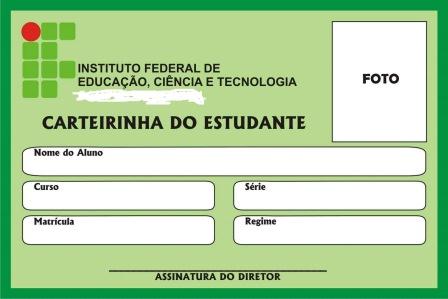 INSTITUTO FEDERAL DE
EDUCAÇÃO, CIÊNCIA E TECNOLOGIA
FOTO
CARTEIRINHA DO ESTUDANTE
Nome do Aluno
Curso
Série
Matrícula
Regime
ASSINATURA DO DIRETOR